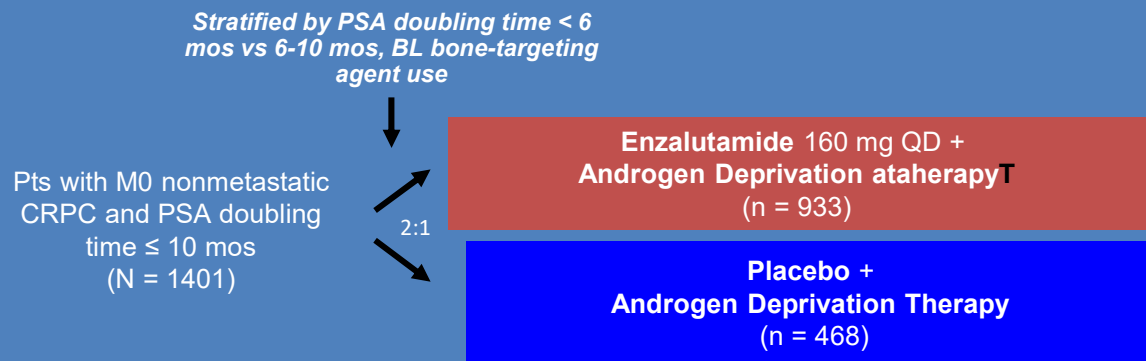 Stratified by PSA doubling time < 6
mos vs 6-10 mos, BL bone-targeting
agent use
Enzalutamide 160 mg QD +
Androgen Deprivation ataherapyT
(n = 933)
Pts with M0 nonmetastatic
CRPC and PSA doubling
time ≤ 10 mos
(N = 1401)
2:1
Placebo +
Androgen Deprivation Therapy
(n = 468)